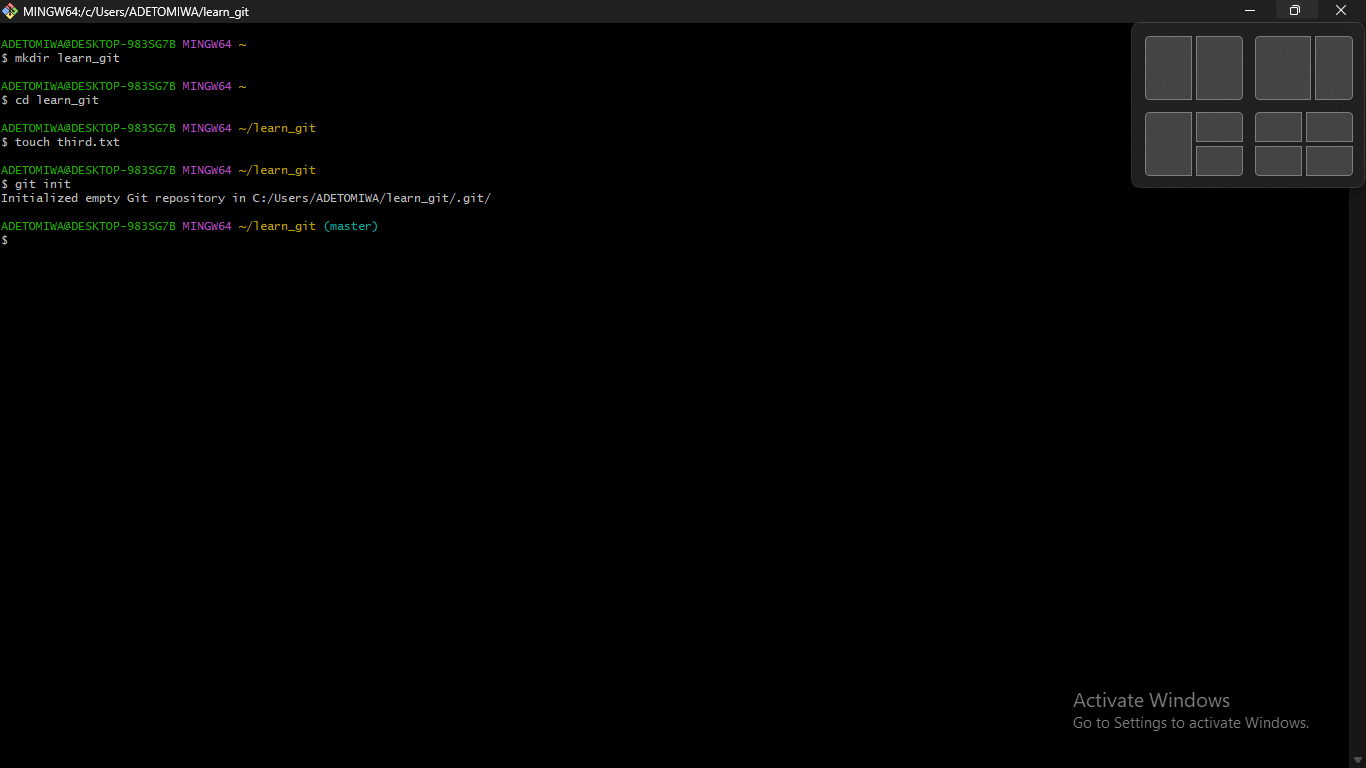 MINGW64:/c/Users/ADETOMIWA/learn_git
ADETOMIWA@DESKTOP-983SG7B MINGW64 ~
$ mkdir learn_git
ADETOMIWA@DESKTOP-983SG7B MINGW64 ~
$ cd learn_git
ADETOMIWA@DESKTOP-983SG7B MINGW64 ~/learn_git
$ touch third.txt
ADETOMIWA@DESKTOP-983SG7B MINGW64 ~/learn_git
$ git init
Initialized empty Git repository in C:/Users/ADETOMIWA/learn_git/.git/
ADETOMIWA@DESKTOP-983SG7B MINGW64 ~/learn_git (master)
$
Activate Windows
Go to Settings to activate Windows.